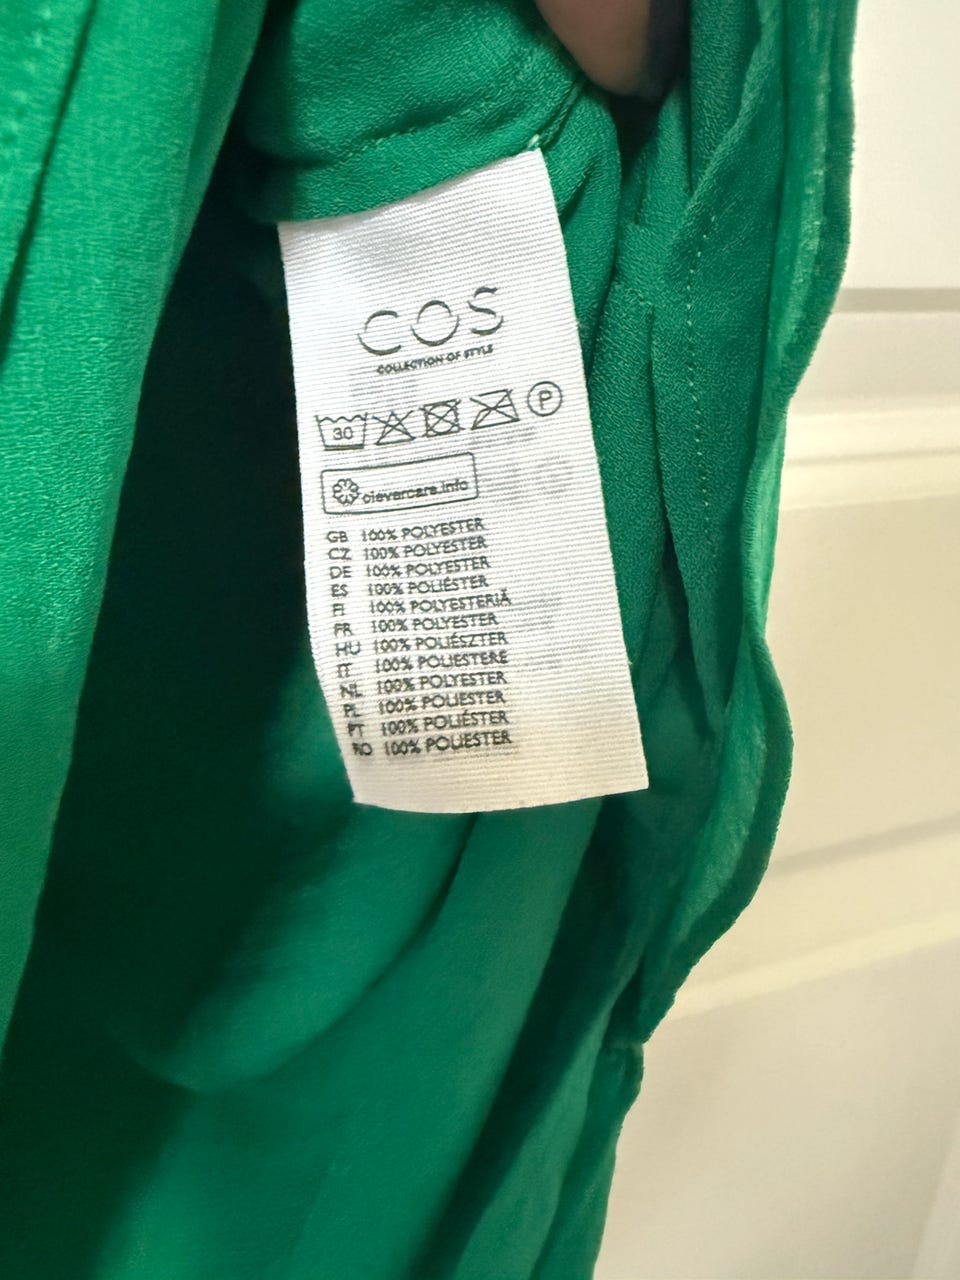 COS
COLLECTION OF STYLE
30 P
clevercare.info
GB 100% POLYESTER
CZ 100% POLYESTER
DE 100% POLYESTER
ES 100% POLIÉSTER
FI 100% POLYESTERIÄ
FR 100% POLYESTER
HU 100% POLIÉSZTER
IT 100% POLIESTERE
NL 100% POLYESTER
PL 100% POLIESTER
PT 100% POLIÉSTER
RO 100% POLIESTER